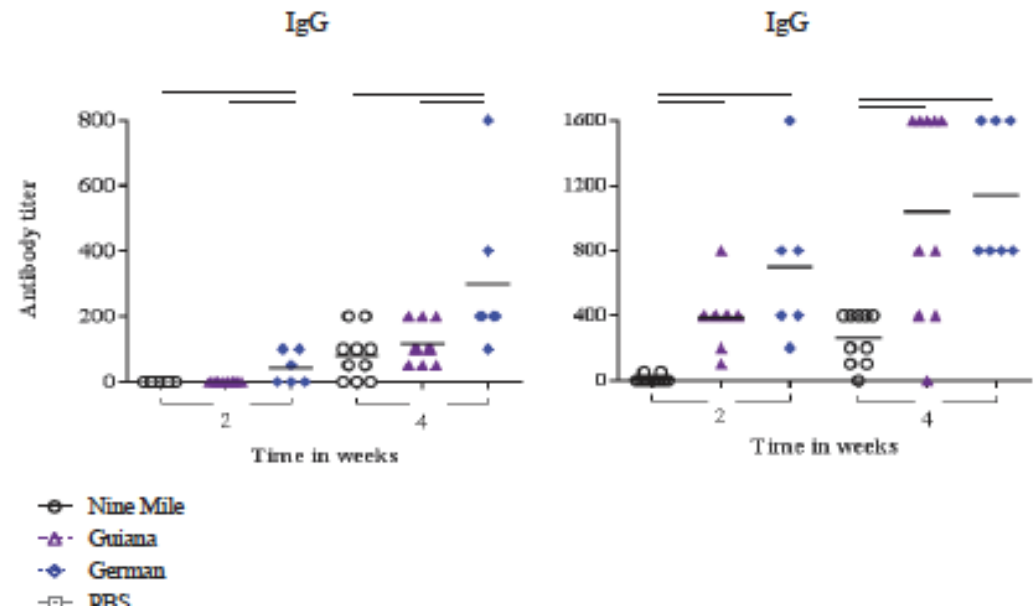 IgG
IgG
Antibody titer
800
600
400
200
0
2
4
Time in weeks
1600
1200
800
400
0
2
4
Time in weeks
Nine Mile
Guiana
German
PBS